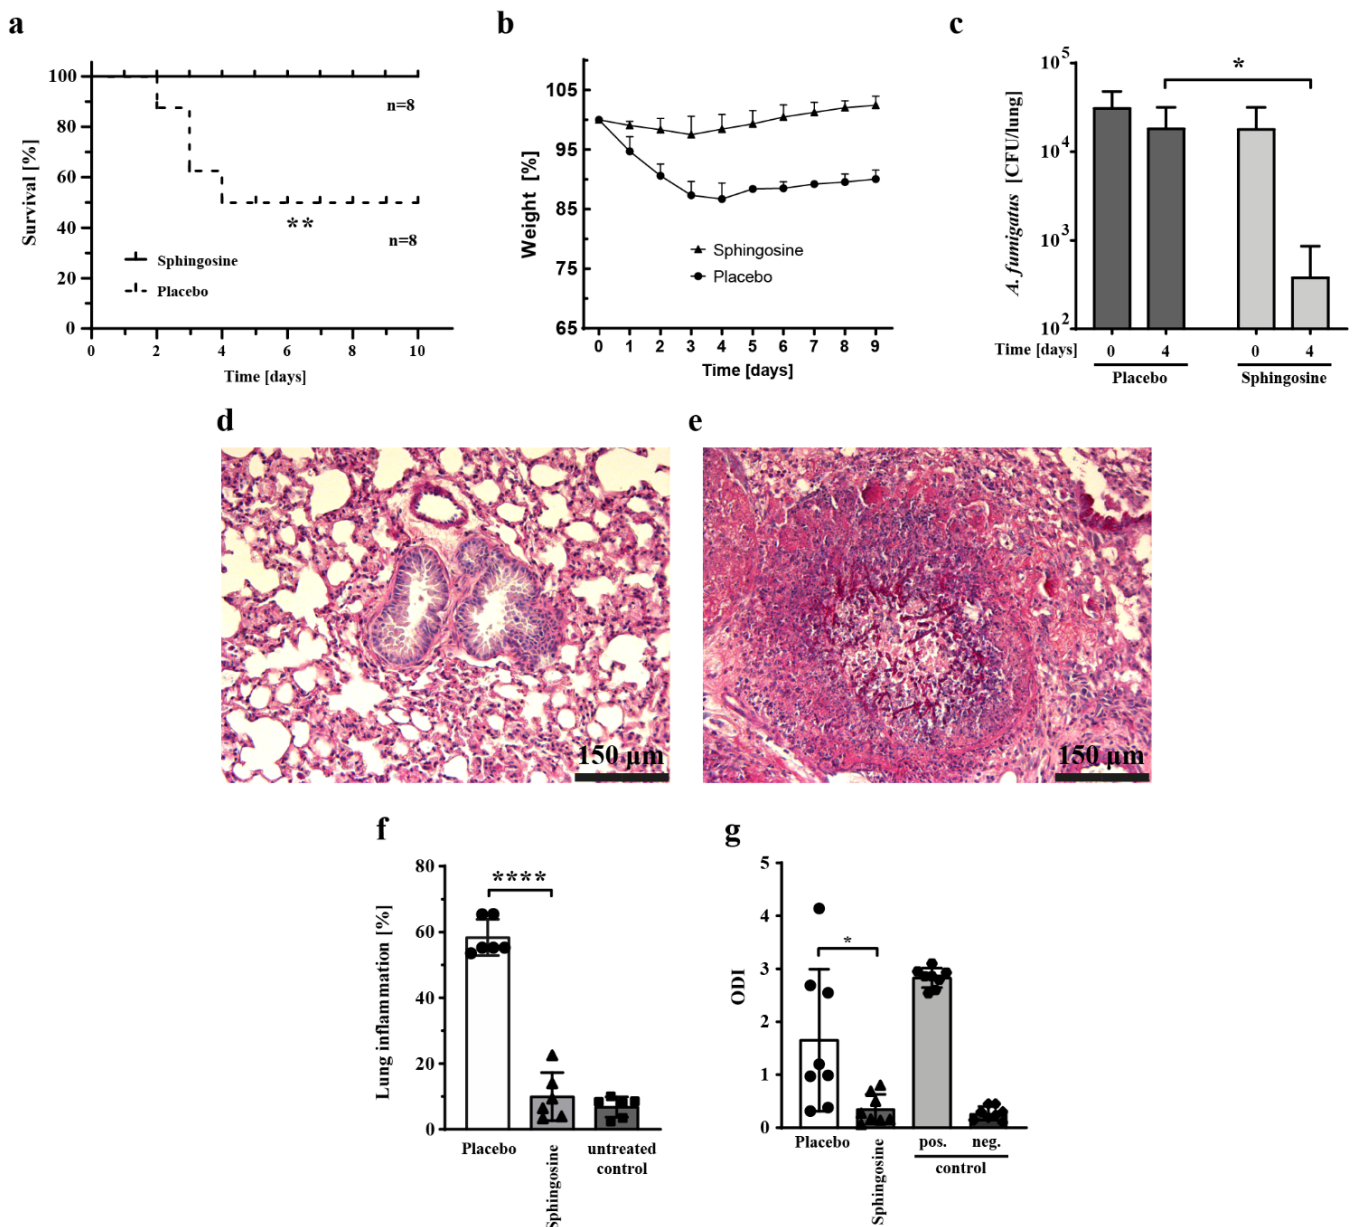 a
Survival [%]
100
80
60
40
20
0
n=8
**
n=8
Sphingosine
Placebo
0 2 4 6 8 10
Time [days]
b
Weight [%]
105
95
85
75
65
Sphingosine
Placebo
0 1 2 3 4 5 6 7 8 9
Time [days]
c
A. fumigatus [CFU/lung]
10^5
10^4
10^3
10^2
*
Time [days] 0 4 0 4
Placebo Sphingosine
d
150 µm
e
150 µm
f
Lung inflammation [%]
80
60
40
20
0
****
Placebo
Sphingosine
untreated
control
g
ODI
5
4
3
2
1
0
*
Placebo
Sphingosine
pos. neg.
control